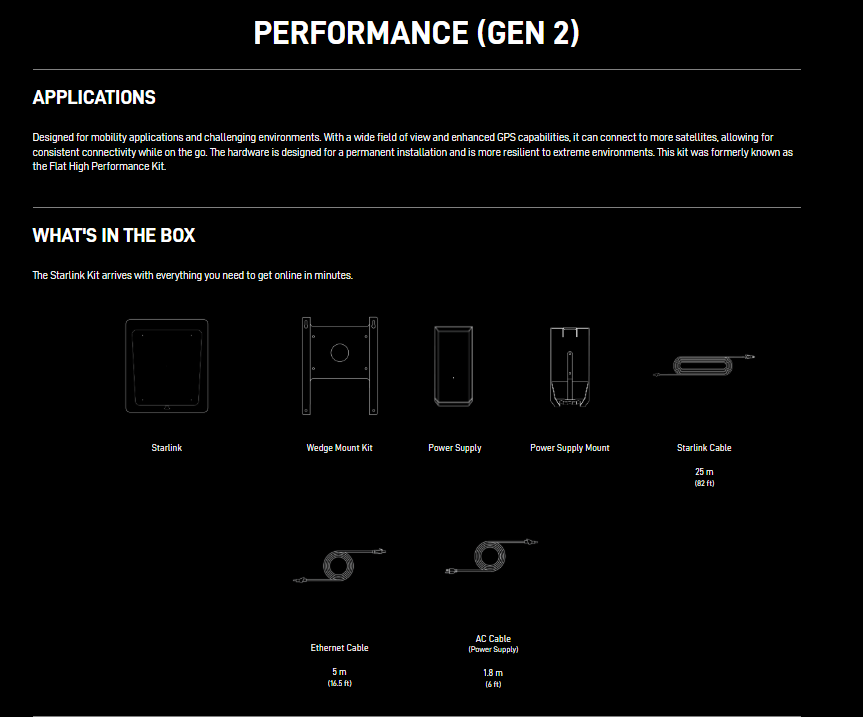 PERFORMANCE (GEN 2)
APPLICATIONS
Designed for mobility applications and challenging environments. With a wide field of view and enhanced GPS capabilities, it can connect to more satellites, allowing for
consistent connectivity while on the go. The hardware is designed for a permanent installation and is more resilient to extreme environments. This kit was formerly known as
the Flat High Performance Kit.
WHAT'S IN THE BOX
The Starlink Kit arrives with everything you need to get online in minutes.
Starlink
Wedge Mount Kit
Power Supply
Power Supply Mount
Starlink Cable
25 m
(82 ft)
Ethernet Cable
5 m
(16.5 ft)
AC Cable
(Power Supply)
1.8 m
(6 ft)